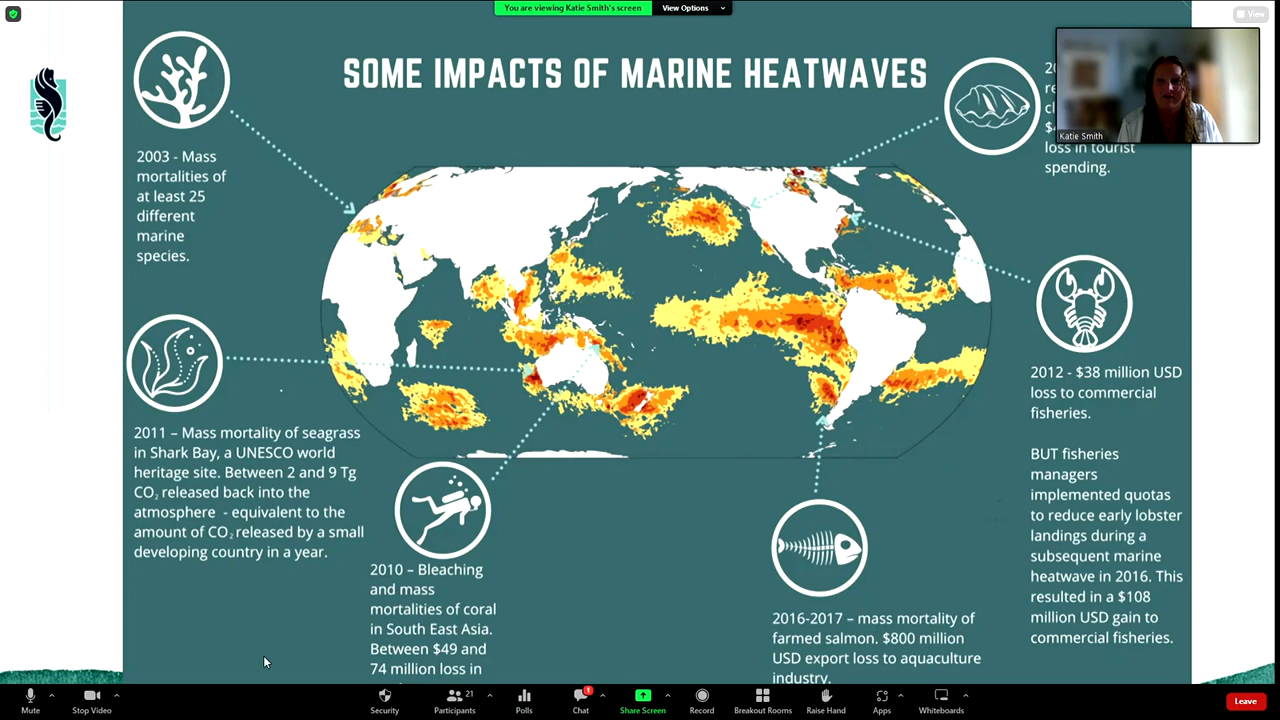 You are viewing Katie Smith's screen
View Options
View
SOME IMPACTS OF MARINE HEATWAVES
2003 - Mass
mortalities of
at least 25
different
marine
species.
loss in tourist
spending.
Katie Smith
2011 – Mass mortality of seagrass
in Shark Bay, a UNESCO world
heritage site. Between 2 and 9 Tg
CO₂ released back into the
atmosphere - equivalent to the
amount of CO₂ released by a small
developing country in a year.
2010 – Bleaching
and mass
mortalities of coral
in South East Asia.
Between $49 and
74 million loss in
2016-2017 – mass mortality of
farmed salmon. $800 million
USD export loss to aquaculture
industry.
2012 - $38 million USD
loss to commercial
fisheries.
BUT fisheries
managers
implemented quotas
to reduce early lobster
landings during a
subsequent marine
heatwave in 2016. This
resulted in a $108
million USD gain to
commercial fisheries.
Mute
Stop Video
Security
Participants
21
Polls
Chat
1
Share Screen
Record
Breakout Rooms
Raise Hand
Apps
Whiteboards
Leave